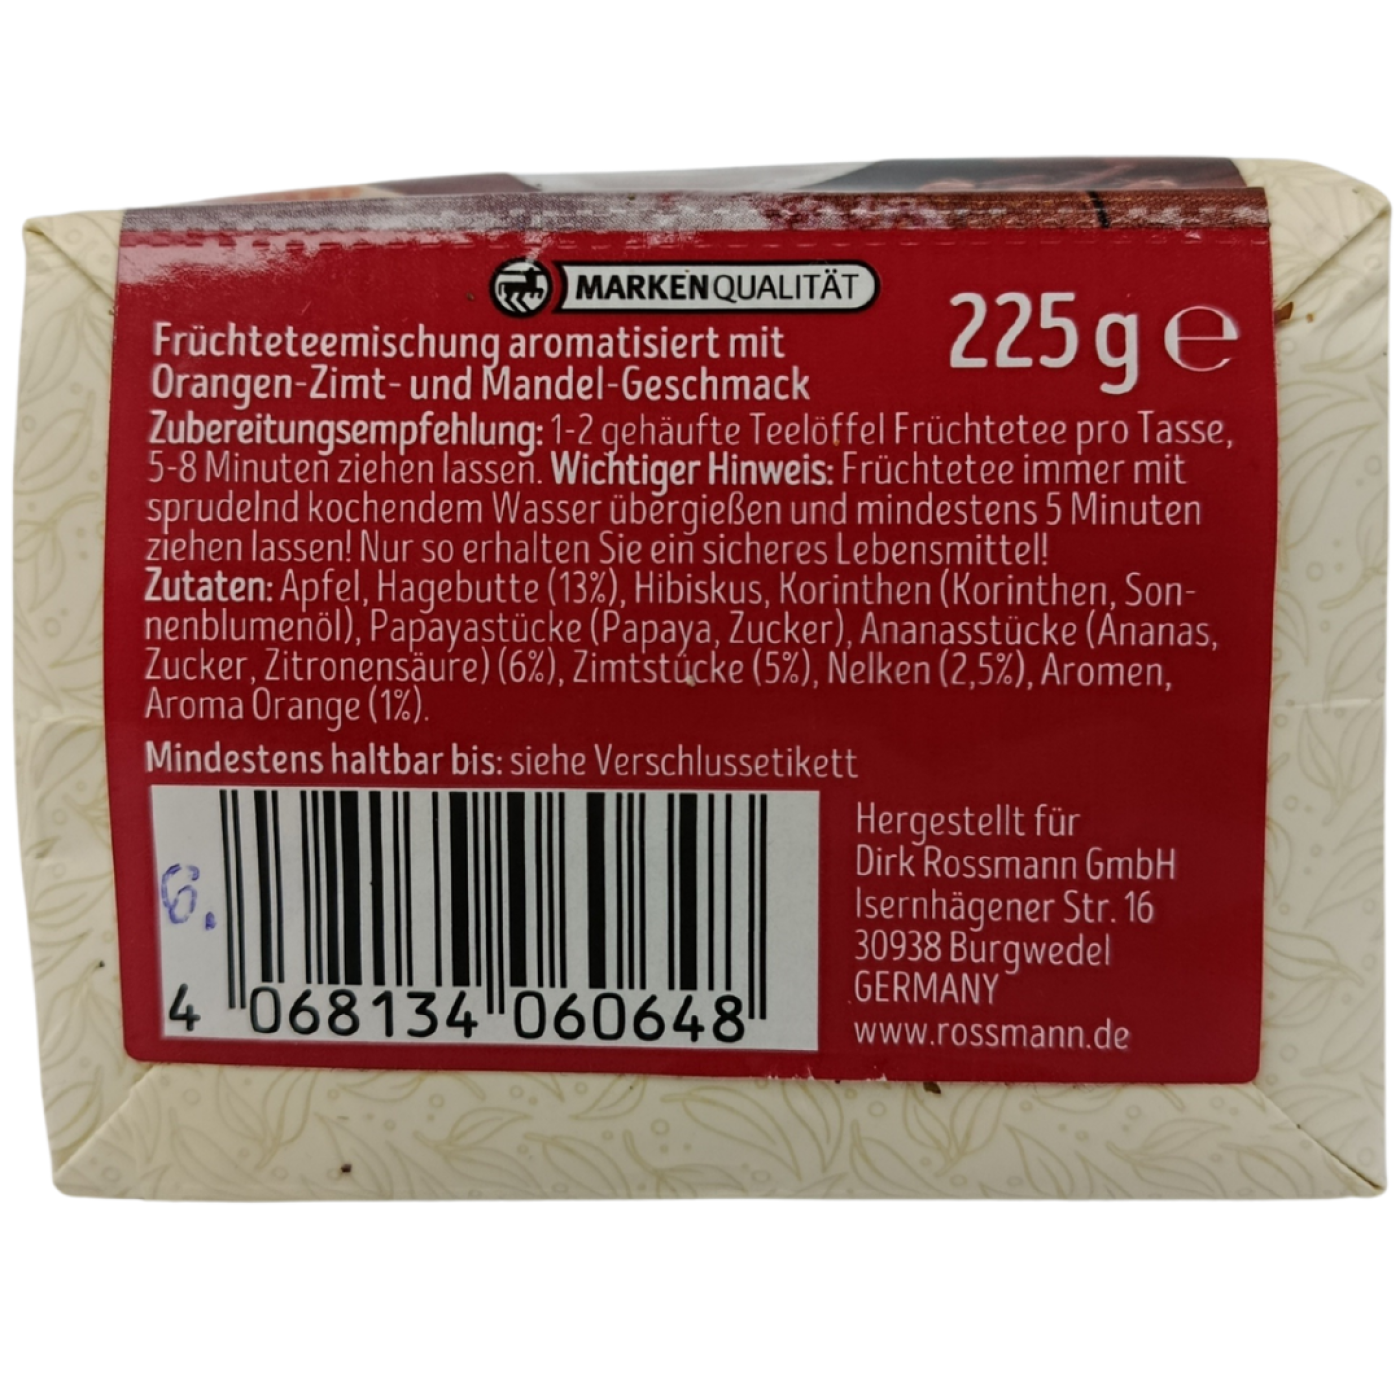 MARKENQUALITÄT
225 g e
Früchteteemischung aromatisiert mit
Orangen-Zimt- und Mandel-Geschmack
Zubereitungsempfehlung: 1-2 gehäufte Teelöffel Früchtetee pro Tasse,
5-8 Minuten ziehen lassen. Wichtiger Hinweis: Früchtetee immer mit
sprudelnd kochendem Wasser übergießen und mindestens 5 Minuten
ziehen lassen! Nur so erhalten Sie ein sicheres Lebensmittel!
Zutaten: Apfel, Hagebutte (13%), Hibiskus, Korinthen (Korinthen, Son-
nenblumenöl), Papayastücke (Papaya, Zucker), Ananasstücke (Ananas,
Zucker, Zitronensäure) (6%), Zimtstücke (5%), Nelken (2,5%), Aromen,
Aroma Orange (1%).
Mindestens haltbar bis: siehe Verschlussetikett
6.
4 068134 060648
Hergestellt für
Dirk Rossmann GmbH
Isernhägener Str. 16
30938 Burgwedel
GERMANY
www.rossmann.de